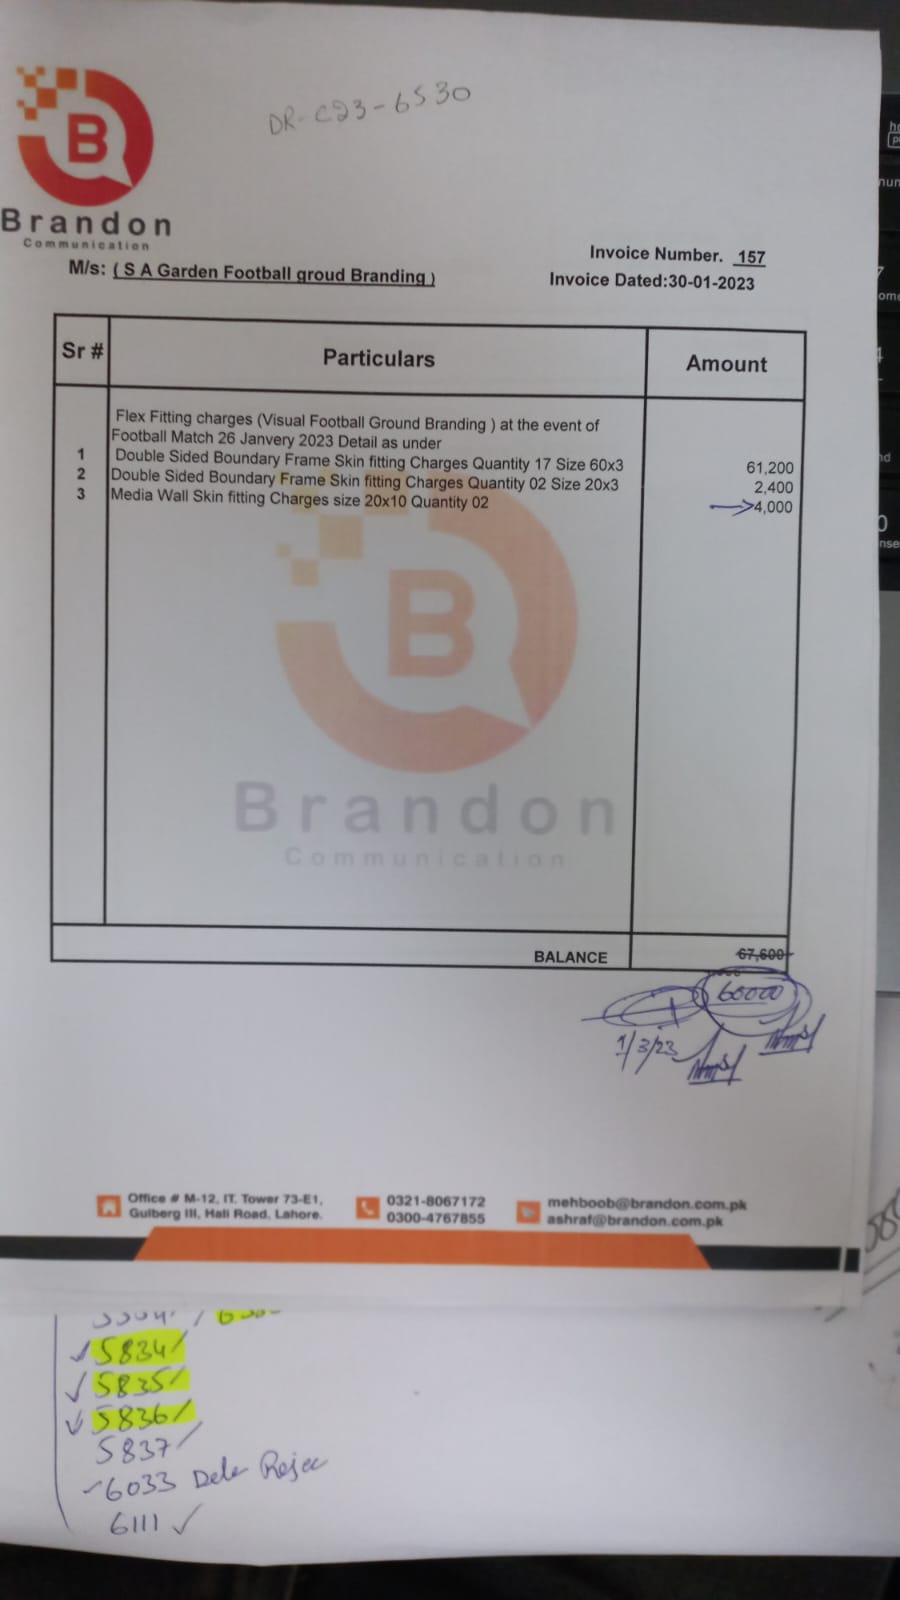 DR-C23-6530
B
Brandon
Communication
Invoice Number. 157
M/s: ( S A Garden Football groud Branding )
Invoice Dated:30-01-2023
Sr # Particulars Amount
Flex Fitting charges (Visual Football Ground Branding ) at the event of
Football Match 26 Janvery 2023 Detail as under
1 Double Sided Boundary Frame Skin fitting Charges Quantity 17 Size 60x3 61,200
2 Double Sided Boundary Frame Skin fitting Charges Quantity 02 Size 20x3 2,400
3 Media Wall Skin fitting Charges size 20x10 Quantity 02 4,000
B
Brandon
Communication
BALANCE 67,600
60000
1/3/23
Office # M-12, IT. Tower 73-E1,
Gulberg III, Hali Road, Lahore.
0321-8067172
0300-4767855
mehboob@brandon.com.pk
ashraf@brandon.com.pk
5834/
5835/
5836/
5837/
6033
6111